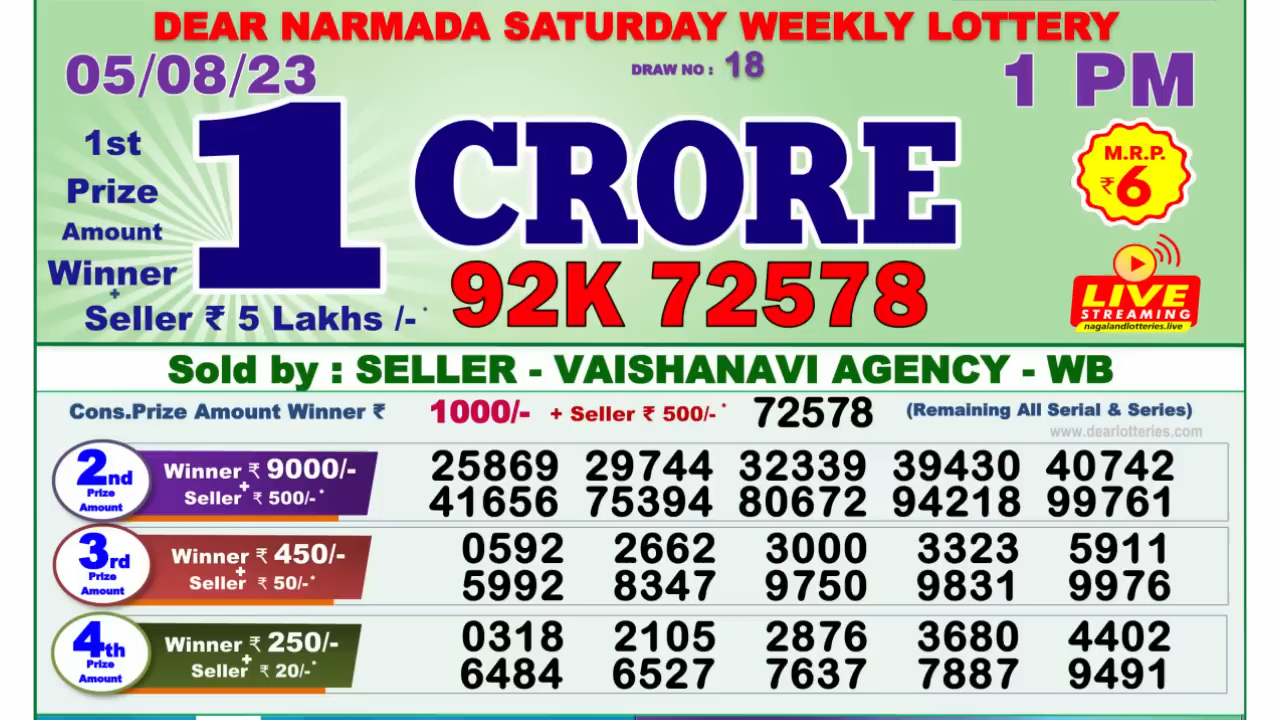 DEAR NARMADA SATURDAY WEEKLY LOTTERY
05/08/23
DRAW NO : 18
1 PM
1st
Prize
Amount
Winner
+
Seller ₹ 5 Lakhs /-*
1 CRORE
92K 72578
M.R.P.
₹6
LIVE
STREAMING
nagalandlotteries.live
Sold by : SELLER - VAISHANAVI AGENCY - WB
Cons.Prize Amount Winner ₹ 1000/- + Seller ₹ 500/-* 72578 (Remaining All Serial & Series)
www.dearlotteries.com
2nd
Prize
Amount
Winner ₹ 9000/-
+
Seller ₹ 500/-*
25869 29744 32339 39430 40742
41656 75394 80672 94218 99761
3rd
Prize
Amount
Winner ₹ 450/-
+
Seller ₹ 50/-*
0592 2662 3000 3323 5911
5992 8347 9750 9831 9976
4th
Prize
Amount
Winner ₹ 250/-
+
Seller ₹ 20/-*
0318 2105 2876 3680 4402
6484 6527 7637 7887 9491